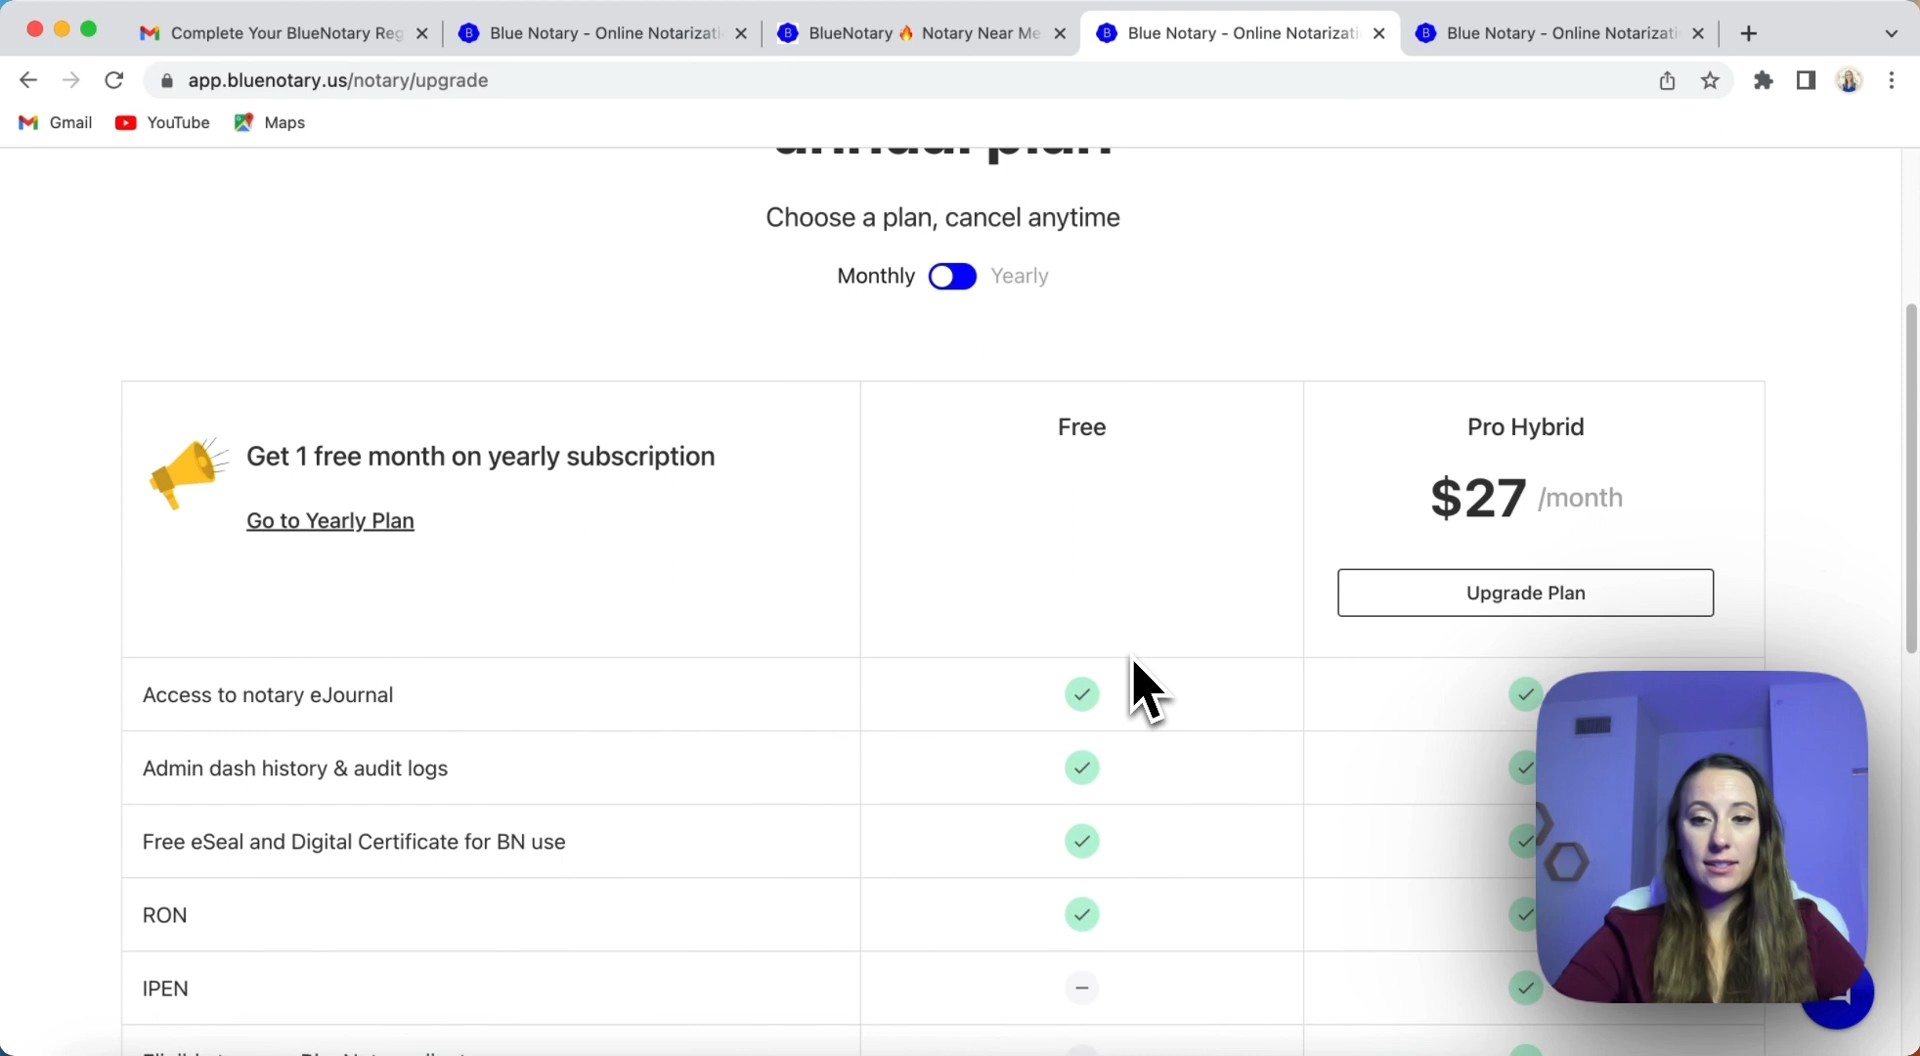 Complete Your BlueNotary Reg
Blue Notary - Online Notarizati
BlueNotary 🔥 Notary Near Me
Blue Notary - Online Notarizati
Blue Notary - Online Notarizati
app.bluenotary.us/notary/upgrade
Gmail
YouTube
Maps
annual plan
Choose a plan, cancel anytime
Monthly
Yearly
Get 1 free month on yearly subscription
Go to Yearly Plan
Free
Pro Hybrid
$27 /month
Upgrade Plan
Access to notary eJournal
Admin dash history & audit logs
Free eSeal and Digital Certificate for BN use
RON
IPEN